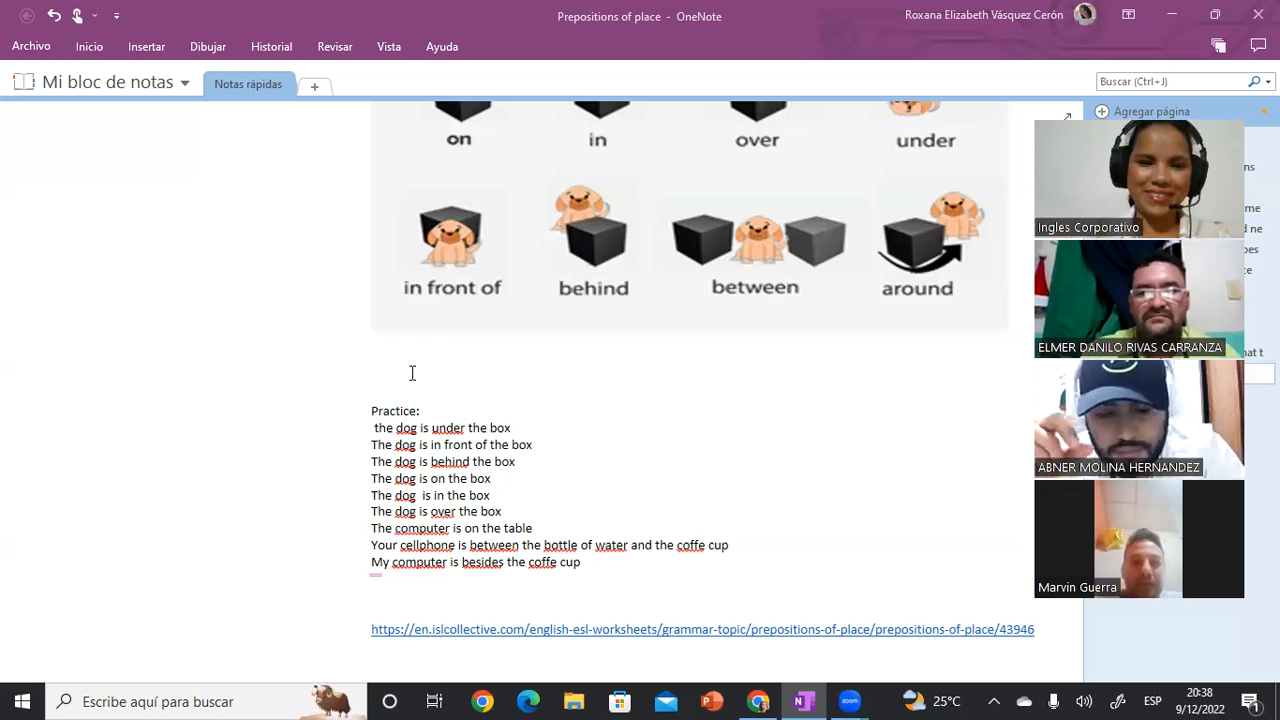 Prepositions of place - OneNote
Roxana Elizabeth Vásquez Cerón
Archivo Inicio Insertar Dibujar Historial Revisar Vista Ayuda
Mi bloc de notas
Notas rápidas
+
Buscar (Ctrl+J)
Agregar página
on in over under
in front of behind between around
Practice:
the dog is under the box
The dog is in front of the box
The dog is behind the box
The dog is on the box
The dog is in the box
The dog is over the box
The computer is on the table
Your cellphone is between the bottle of water and the coffe cup
My computer is besides the coffe cup
https://en.islcollective.com/english-esl-worksheets/grammar-topic/prepositions-of-place/prepositions-of-place/43946
Ingles Corporativo
ELMER DANILO RIVAS CARRANZA
ABNER MOLINA HERNANDEZ
Marvin Guerra
Escribe aquí para buscar
zoom
25°C
ESP
20:38
9/12/2022